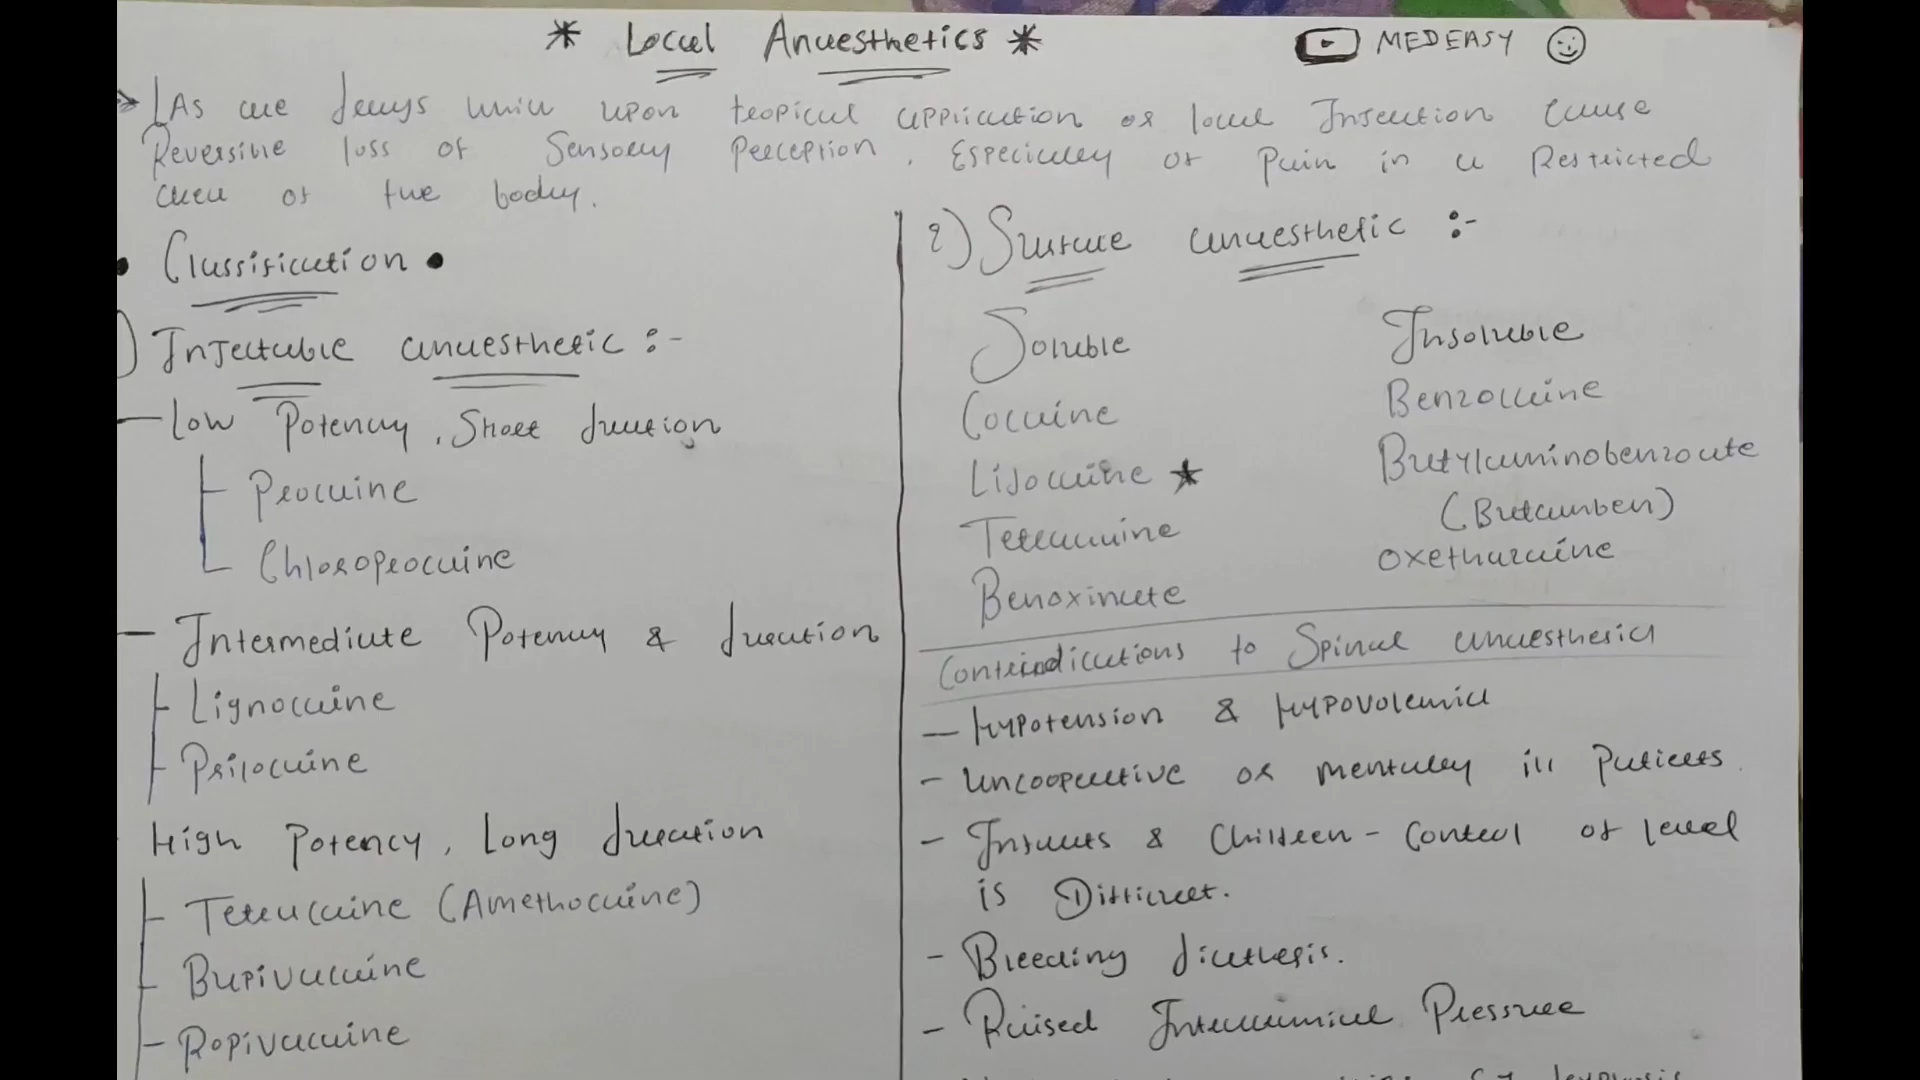 * Local Anaesthetics *
MEDEASY
→ LAs are drugs which upon topical application or local Injection cause
Reversible loss of Sensory Perception, Especially of Pain in a Restricted
area of the body.
• Classification •
1) Injectable anaesthetic :-
— Low Potency, Short duration
Procaine
Chloroprocaine
— Intermediate Potency & duration
Lignocaine
Prilocaine
High Potency, Long duration
Tetracaine (Amethocaine)
Bupivacaine
Ropivacaine
2) Surface anaesthetic :-
Soluble
Cocaine
Lidocaine ★
Tetracaine
Benoxinate
Insoluble
Benzocaine
Butylaminobenzoate
(Butamben)
Oxethazaine
Contraindications to Spinal anaesthesia
— Hypotension & Hypovolemia
- Uncooperative or mentally ill Patients.
- Infants & Children - Control of level
is Difficult.
- Bleeding diathesis.
- Raised Intracranial Pressure